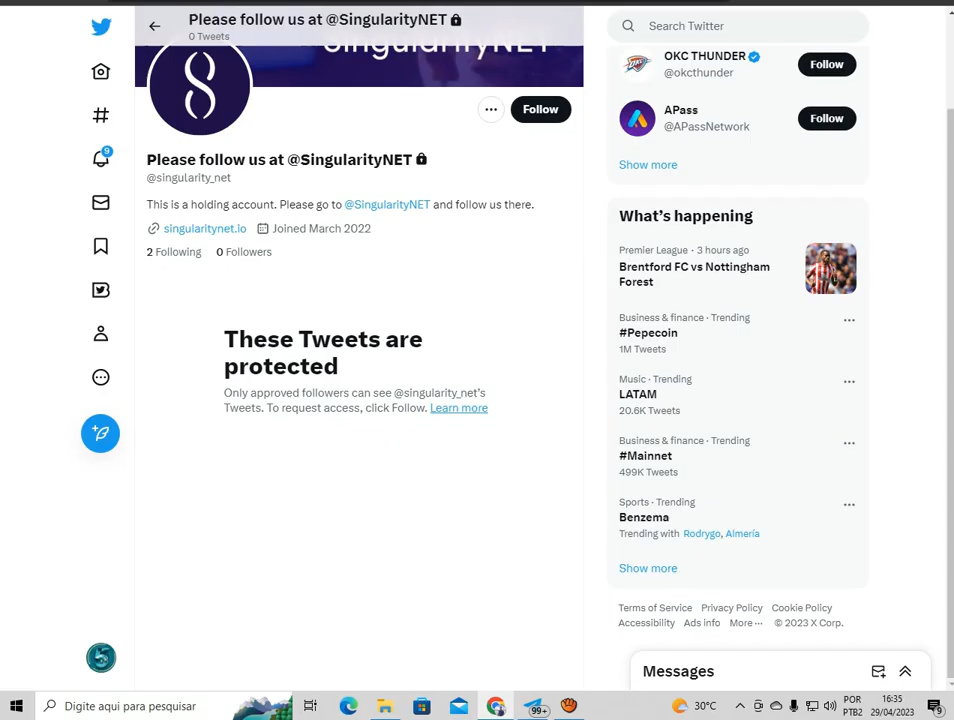 Please follow us at @SingularityNET
0 Tweets
SingularityNET
Follow
Please follow us at @SingularityNET
@singularity_net
This is a holding account. Please go to @SingularityNET and follow us there.
singularitynet.io Joined March 2022
2 Following 0 Followers
These Tweets are
protected
Only approved followers can see @singularity_net's
Tweets. To request access, click Follow. Learn more
9
Search Twitter
OKC THUNDER
@okcthunder
Follow
APass
@APassNetwork
Follow
Show more
What's happening
Premier League · 3 hours ago
Brentford FC vs Nottingham
Forest
Business & finance · Trending
#Pepecoin
1M Tweets
Music · Trending
LATAM
20.6K Tweets
Business & finance · Trending
#Mainnet
499K Tweets
Sports · Trending
Benzema
Trending with Rodrygo, Almería
Show more
Terms of Service Privacy Policy Cookie Policy
Accessibility Ads info More ··· © 2023 X Corp.
Messages
Digite aqui para pesquisar
99+
30°C
POR
PTB2
16:35
29/04/2023
9